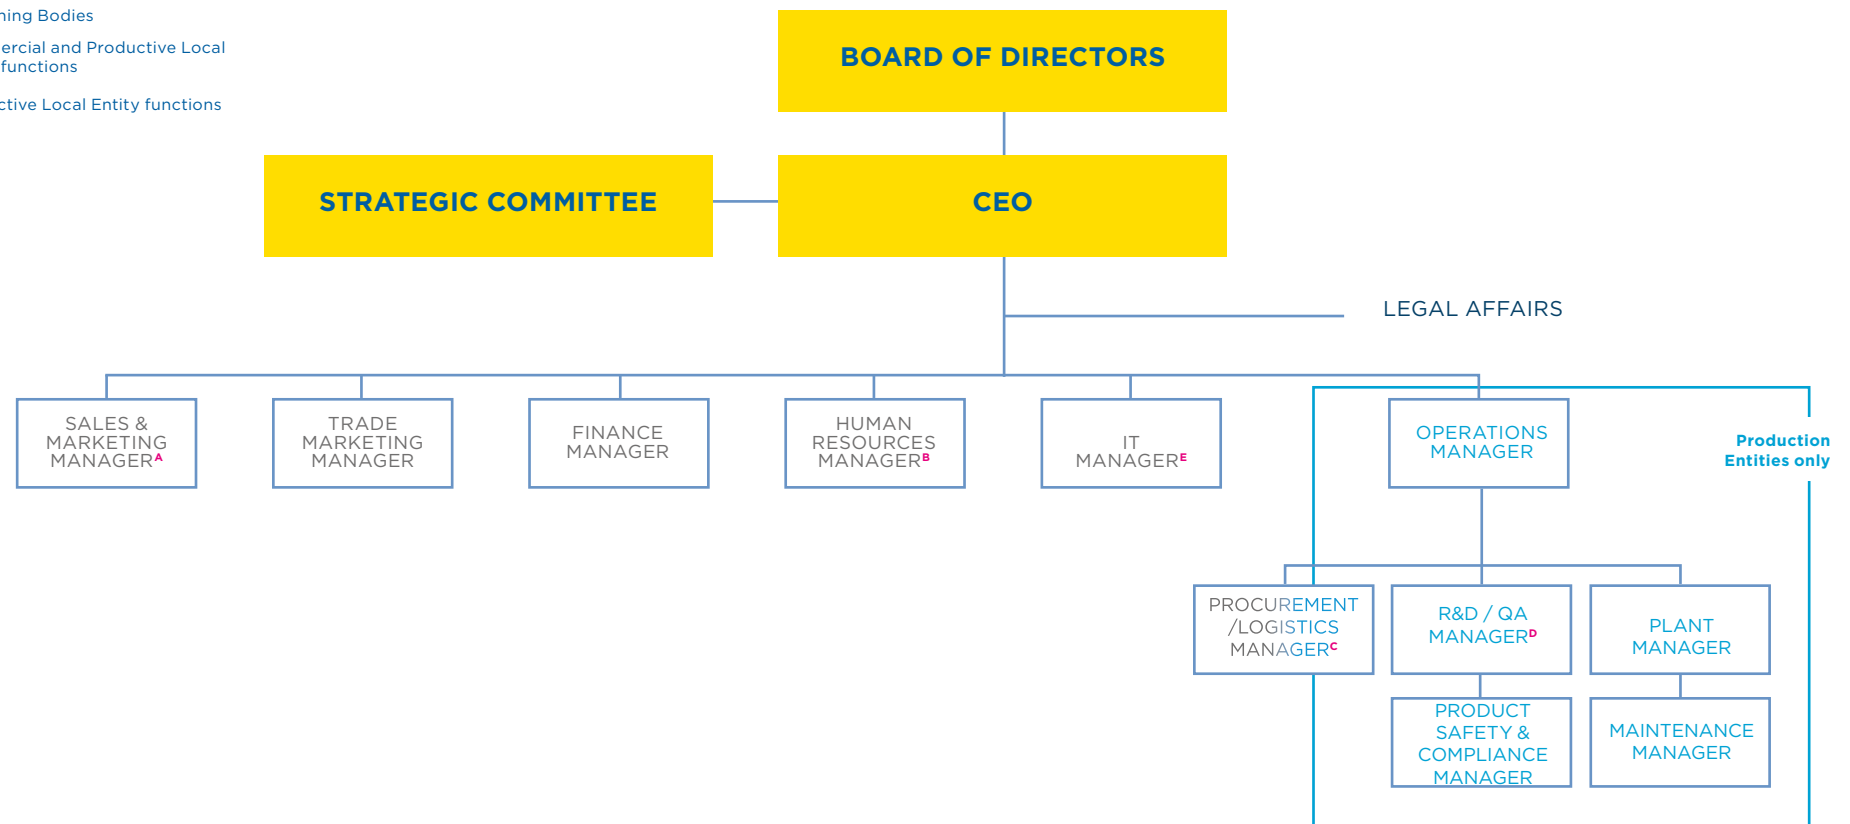 ning Bodies
ercial and Productive Local
functions
ctive Local Entity functions
BOARD OF DIRECTORS
STRATEGIC COMMITTEE
CEO
LEGAL AFFAIRS
SALES &
MARKETING
MANAGERA
TRADE
MARKETING
MANAGER
FINANCE
MANAGER
HUMAN
RESOURCES
MANAGERB
IT
MANAGERE
OPERATIONS
MANAGER
Production
Entities only
PROCUREMENT
/LOGISTICS
MANAGERC
R&D / QA
MANAGERD
PLANT
MANAGER
PRODUCT
SAFETY &
COMPLIANCE
MANAGER
MAINTENANCE
MANAGER